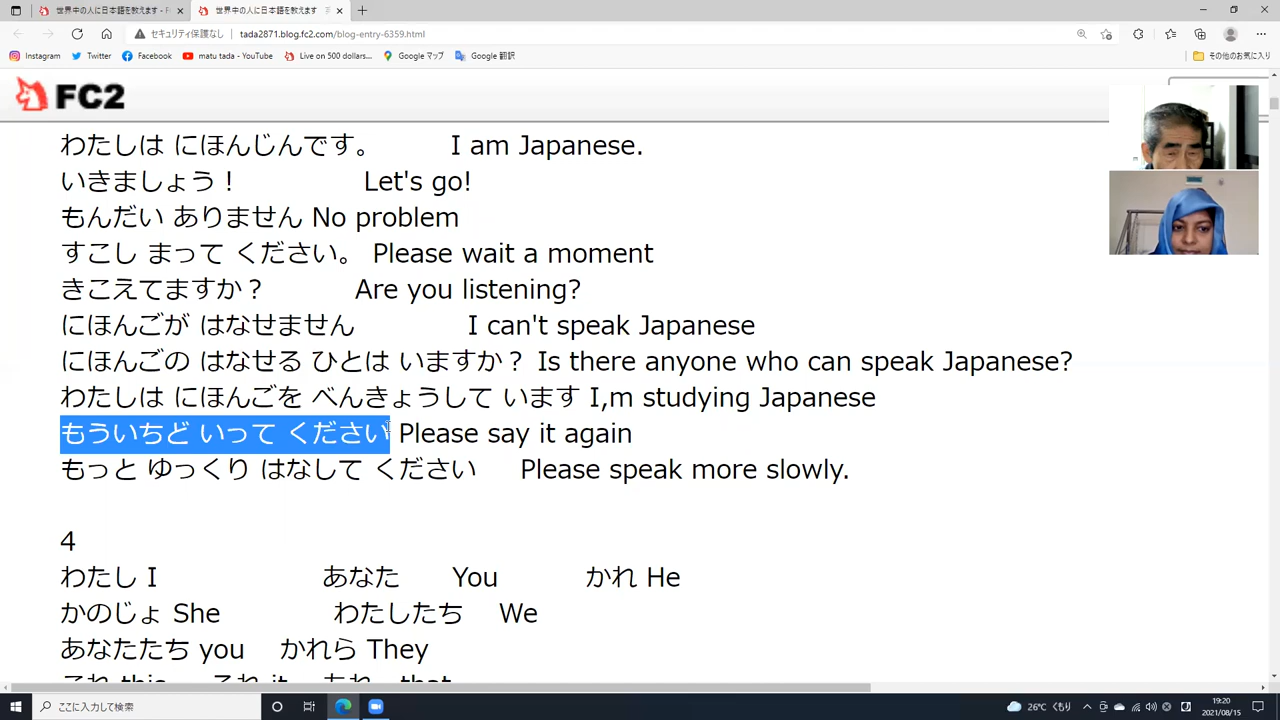 世界中の人に日本語を教えます - F
世界中の人に日本語を教えます
セキュリティ保護なし
tada2871.blog.fc2.com/blog-entry-6359.html
Instagram
Twitter
Facebook
matu tada - YouTube
Live on 500 dollars...
Google マップ
Google 翻訳
その他のお気に入り
FC2
わたしは にほんじんです。 I am Japanese.
いきましょう！ Let's go!
もんだい ありません No problem
すこし まって ください。 Please wait a moment
きこえてますか？ Are you listening?
にほんごが はなせません I can't speak Japanese
にほんごの はなせる ひとは いますか？ Is there anyone who can speak Japanese?
わたしは にほんごを べんきょうして います I,m studying Japanese
もういちど いって ください Please say it again
もっと ゆっくり はなして ください Please speak more slowly.
4
わたし I あなた You かれ He
かのじょ She わたしたち We
あなたたち you かれら They
これ this それ it あれ that
ここに入力して検索
26°C くもり
19:20
2021/08/15